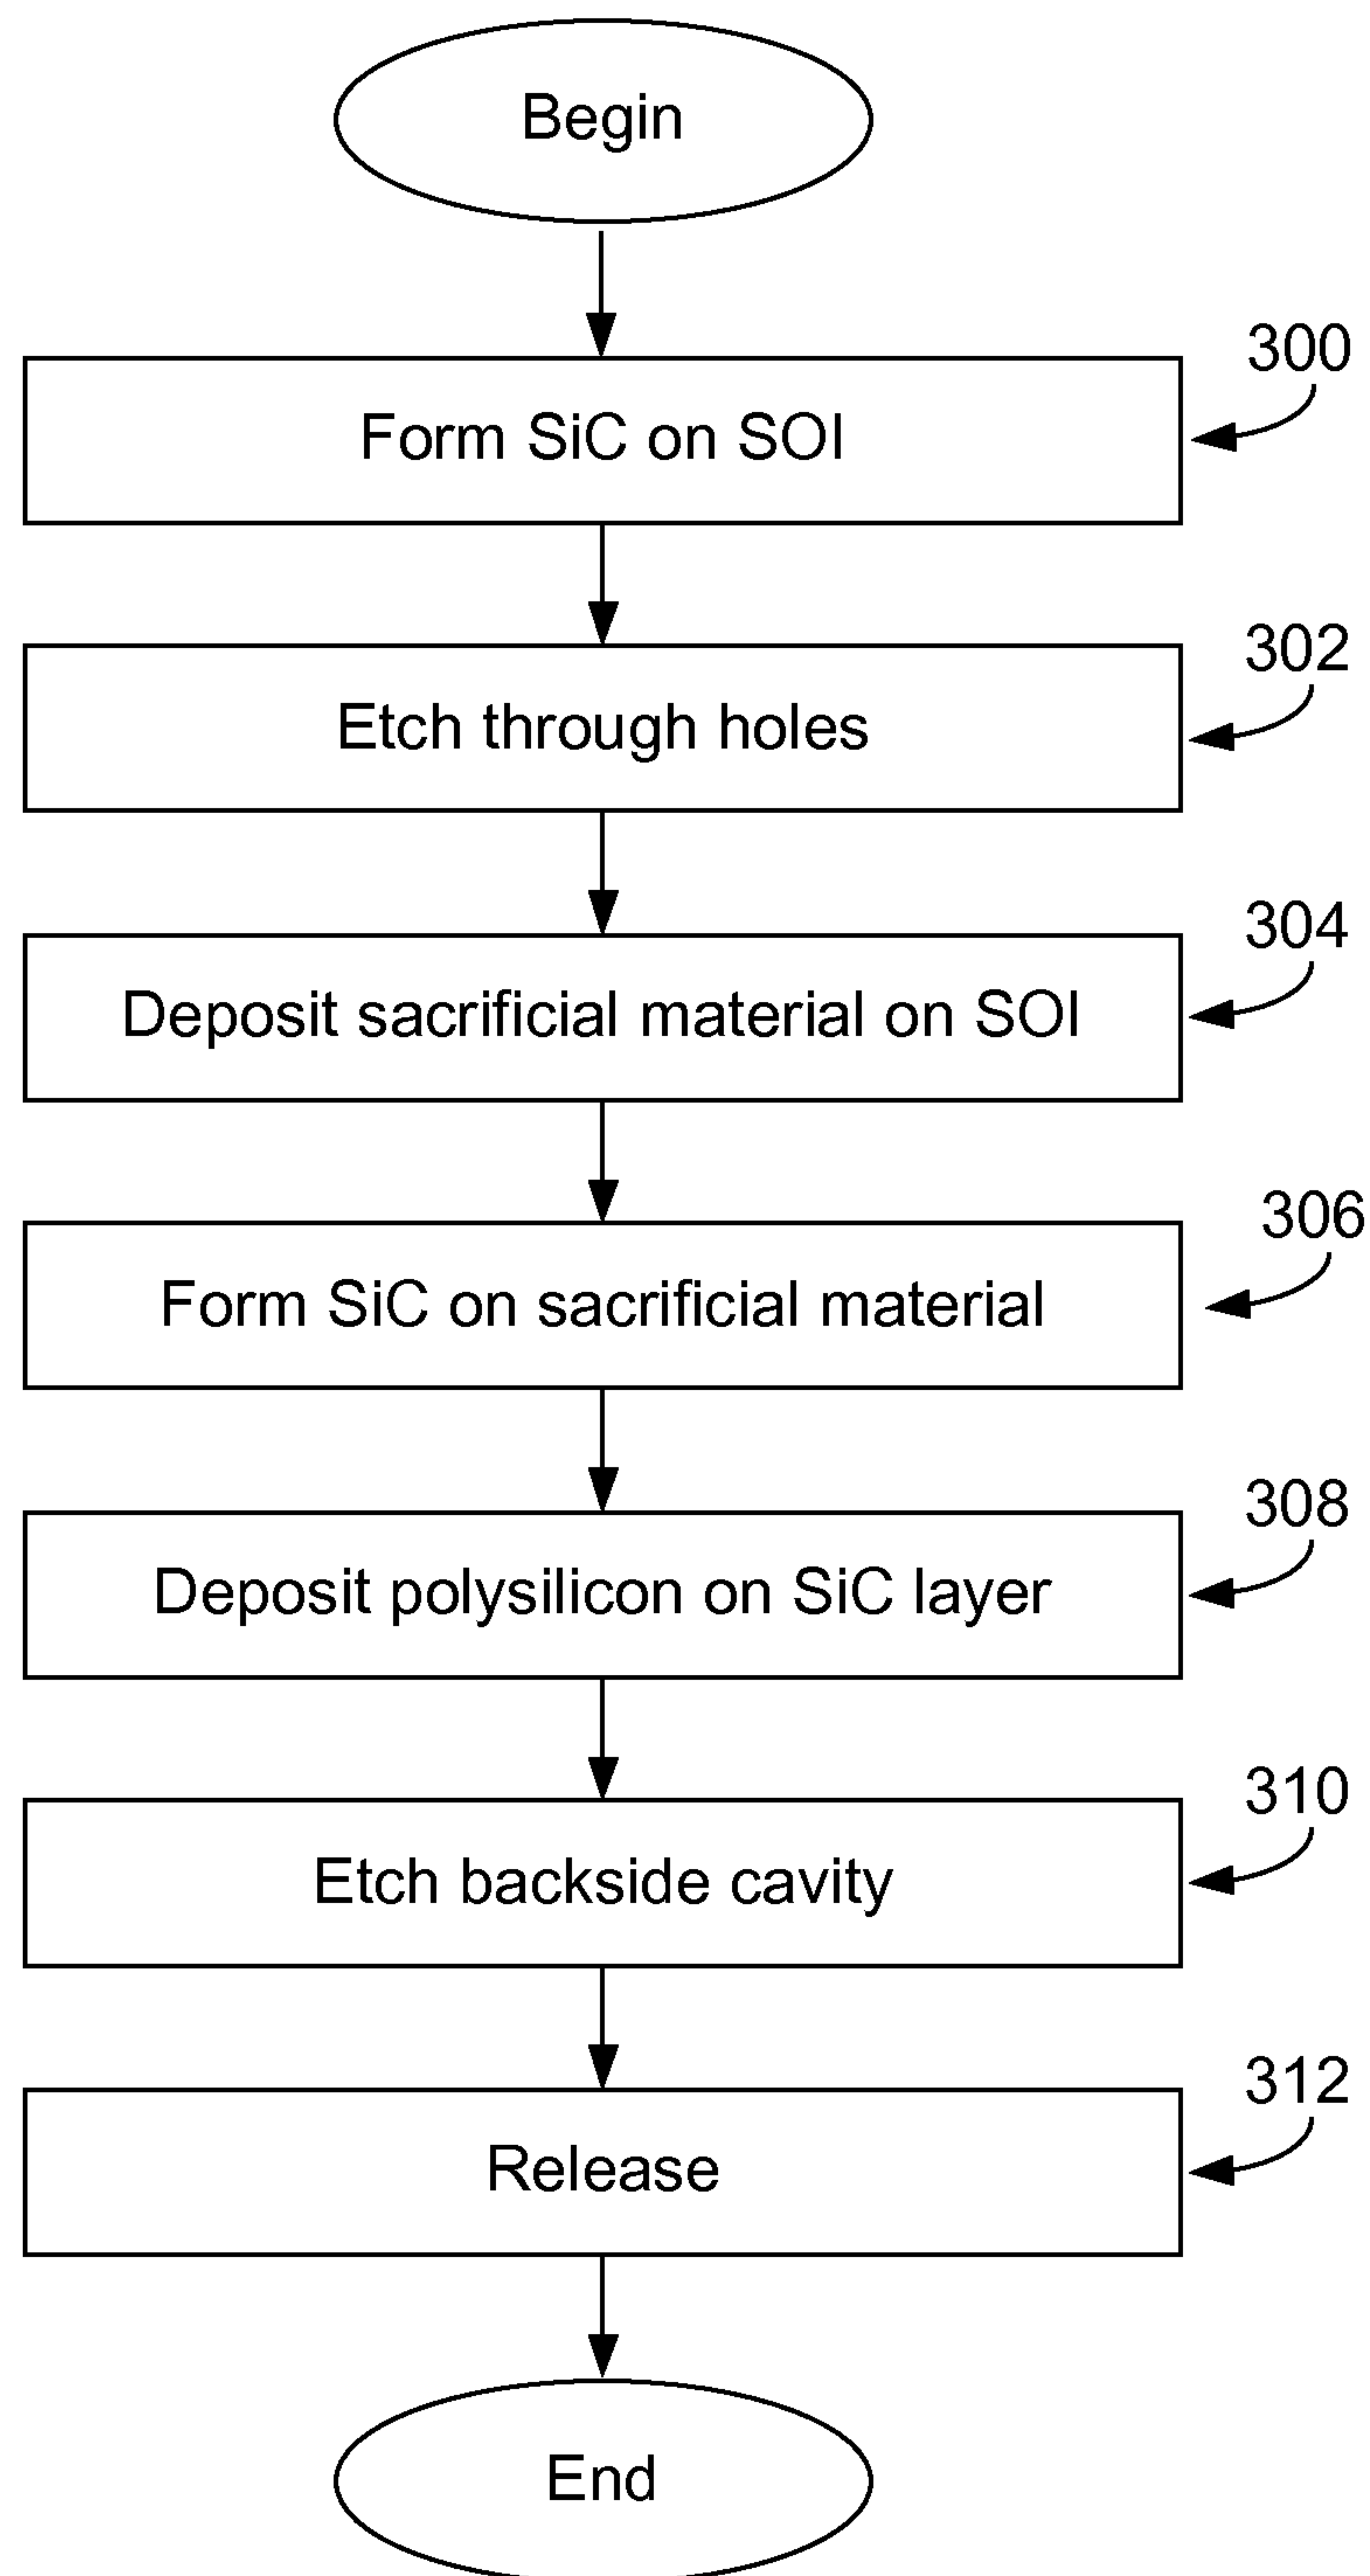 Begin
300
Form SiC on SOI
302
Etch through holes
304
Deposit sacrificial material on SOI
306
Form SiC on sacrificial material
308
Deposit polysilicon on SiC layer
310
Etch backside cavity
312
Release
End